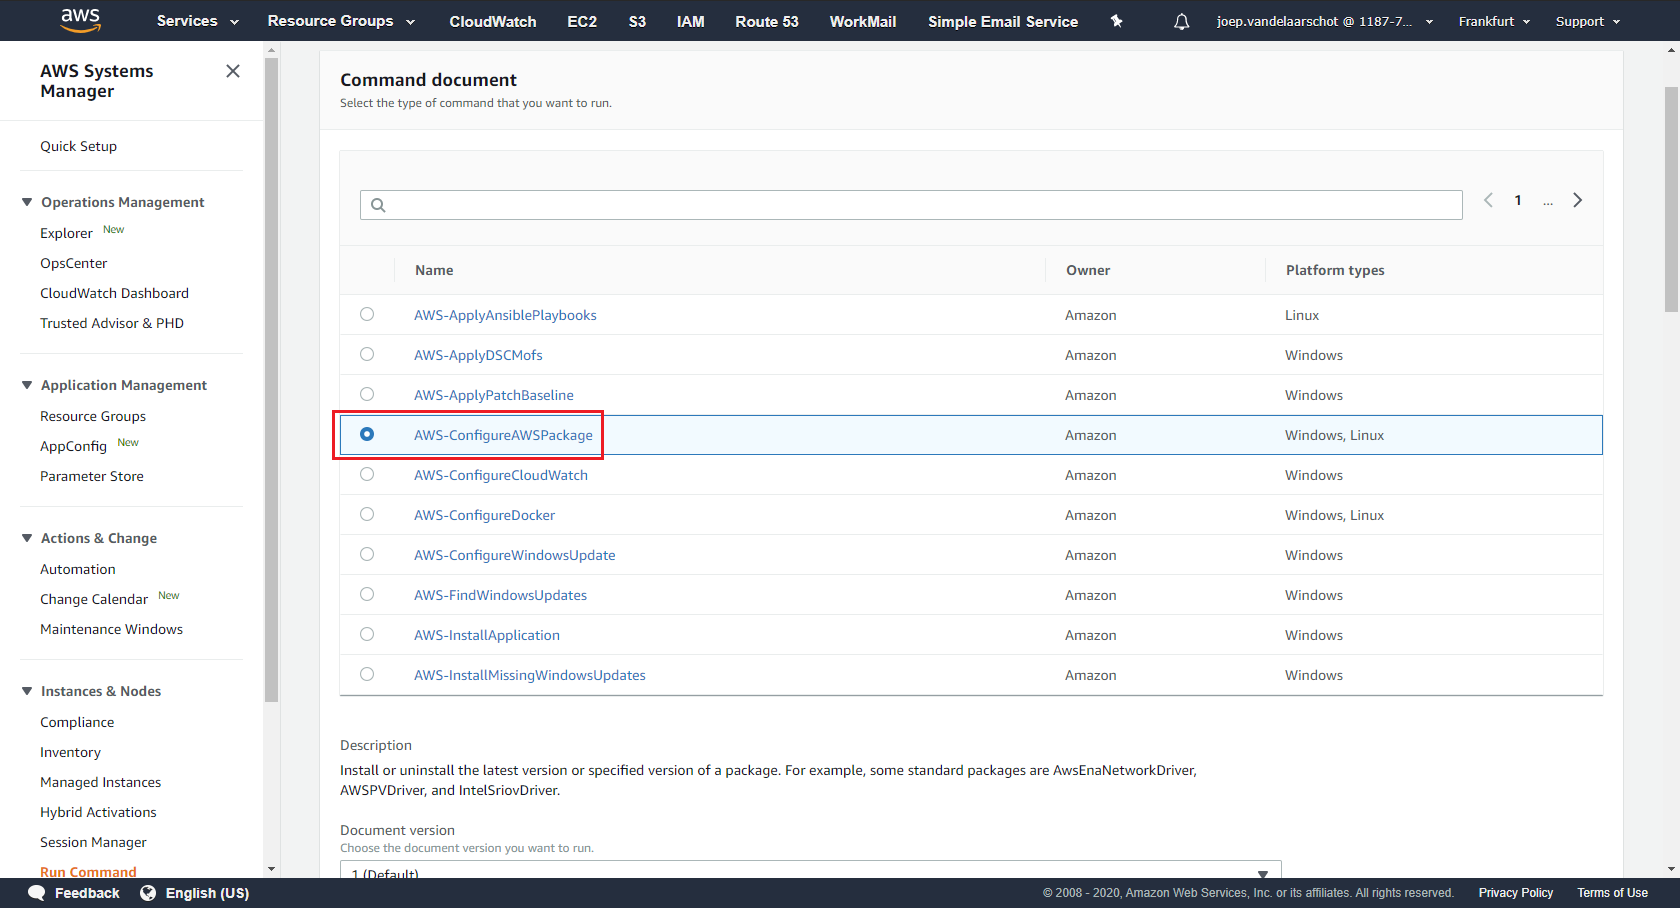 aws Services Resource Groups CloudWatch EC2 S3 IAM Route 53 WorkMail Simple Email Service joep.vandelaarschot @ 1187-7... Frankfurt Support
AWS Systems
Manager
Quick Setup
Operations Management
Explorer New
OpsCenter
CloudWatch Dashboard
Trusted Advisor & PHD
Application Management
Resource Groups
AppConfig New
Parameter Store
Actions & Change
Automation
Change Calendar New
Maintenance Windows
Instances & Nodes
Compliance
Inventory
Managed Instances
Hybrid Activations
Session Manager
Run Command
Command document
Select the type of command that you want to run.
1 ...
Name Owner Platform types
AWS-ApplyAnsiblePlaybooks Amazon Linux
AWS-ApplyDSCMofs Amazon Windows
AWS-ApplyPatchBaseline Amazon Windows
AWS-ConfigureAWSPackage Amazon Windows, Linux
AWS-ConfigureCloudWatch Amazon Windows
AWS-ConfigureDocker Amazon Windows, Linux
AWS-ConfigureWindowsUpdate Amazon Windows
AWS-FindWindowsUpdates Amazon Windows
AWS-InstallApplication Amazon Windows
AWS-InstallMissingWindowsUpdates Amazon Windows
Description
Install or uninstall the latest version or specified version of a package. For example, some standard packages are AwsEnaNetworkDriver,
AWSPVDriver, and IntelSriovDriver.
Document version
Choose the document version you want to run.
1 (Default)
Feedback English (US) © 2008 - 2020, Amazon Web Services, Inc. or its affiliates. All rights reserved. Privacy Policy Terms of Use